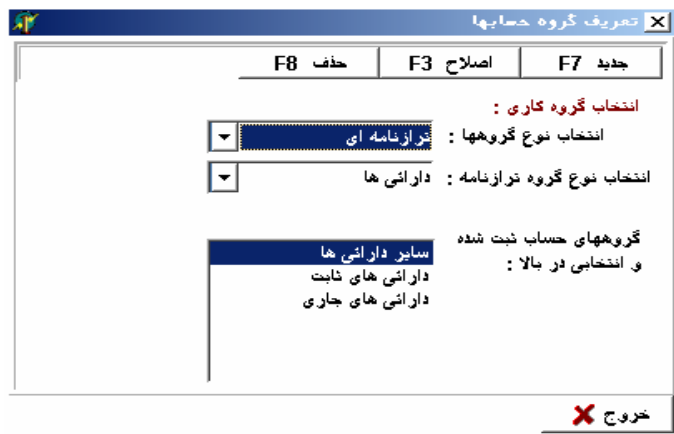 تعریف گروه حسابها
جدید F7
اصلاح F3
حذف F8
انتخاب گروه کاری :
انتخاب نوع گروهها : ترازنامه ای
انتخاب نوع گروه ترازنامه : دارائی ها
گروههای حساب ثبت شده
و انتخابی در بالا :
سایر دارائی ها
دارائی های ثابت
دارائی های جاری
خروج